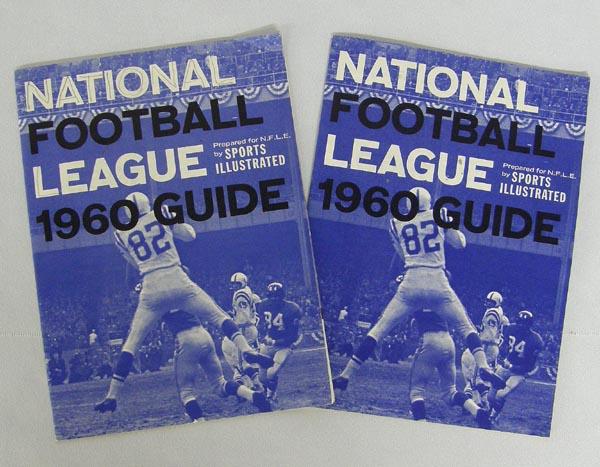 NATIONAL
FOOTBALL
LEAGUE
Prepared for N.F.L.E.
by SPORTS
ILLUSTRATED
1960 GUIDE
82
84
NATIONAL
FOOTBALL
LEAGUE
Prepared for N.F.L.E.
by SPORTS
ILLUSTRATED
1960 GUIDE
82
84